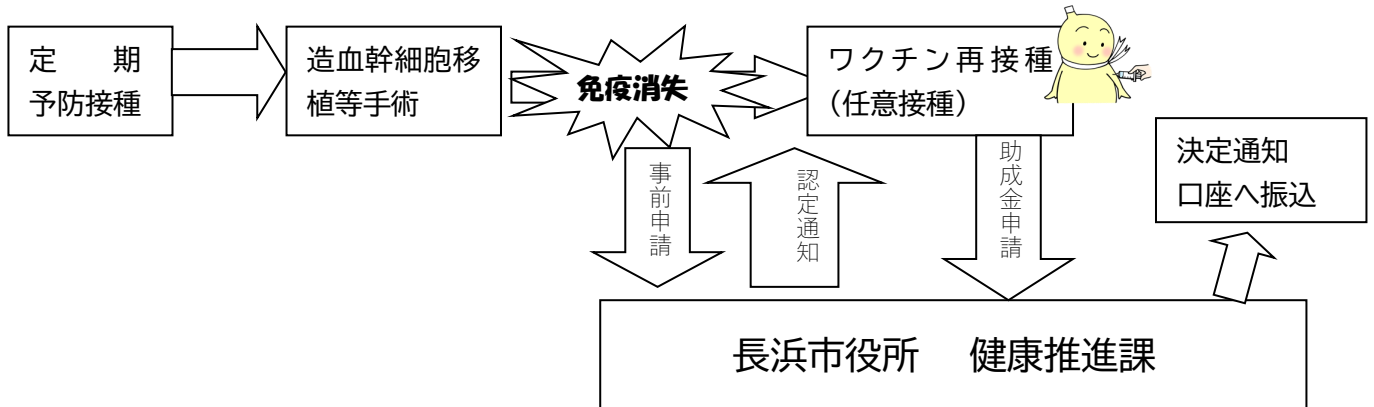 定　　期
予防接種
造血幹細胞移
植等手術
免疫消失
ワクチン再接種
（任意接種）
事前申請
認定通知
助成金申請
決定通知
口座へ振込
長浜市役所　健康推進課